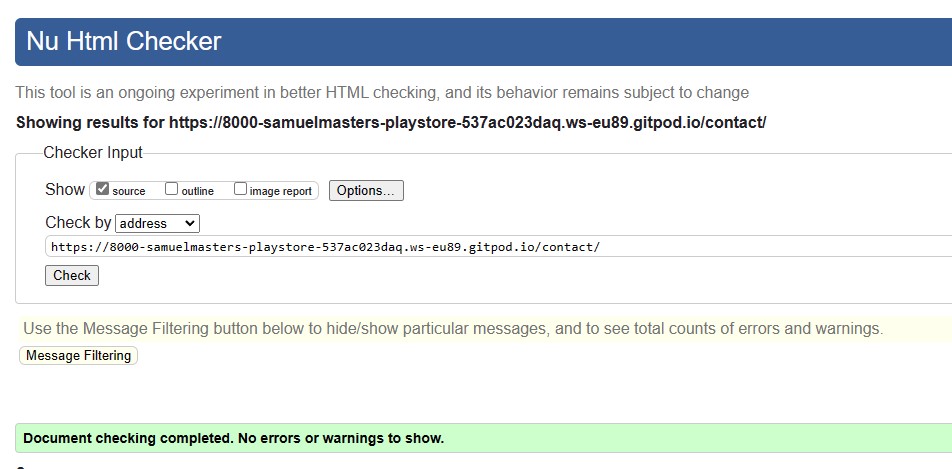 Nu Html Checker
This tool is an ongoing experiment in better HTML checking, and its behavior remains subject to change
Showing results for https://8000-samuelmasters-playstore-537ac023daq.ws-eu89.gitpod.io/contact/
Checker Input
Show source outline image report Options...
Check by address
https://8000-samuelmasters-playstore-537ac023daq.ws-eu89.gitpod.io/contact/
Check
Use the Message Filtering button below to hide/show particular messages, and to see total counts of errors and warnings.
Message Filtering
Document checking completed. No errors or warnings to show.